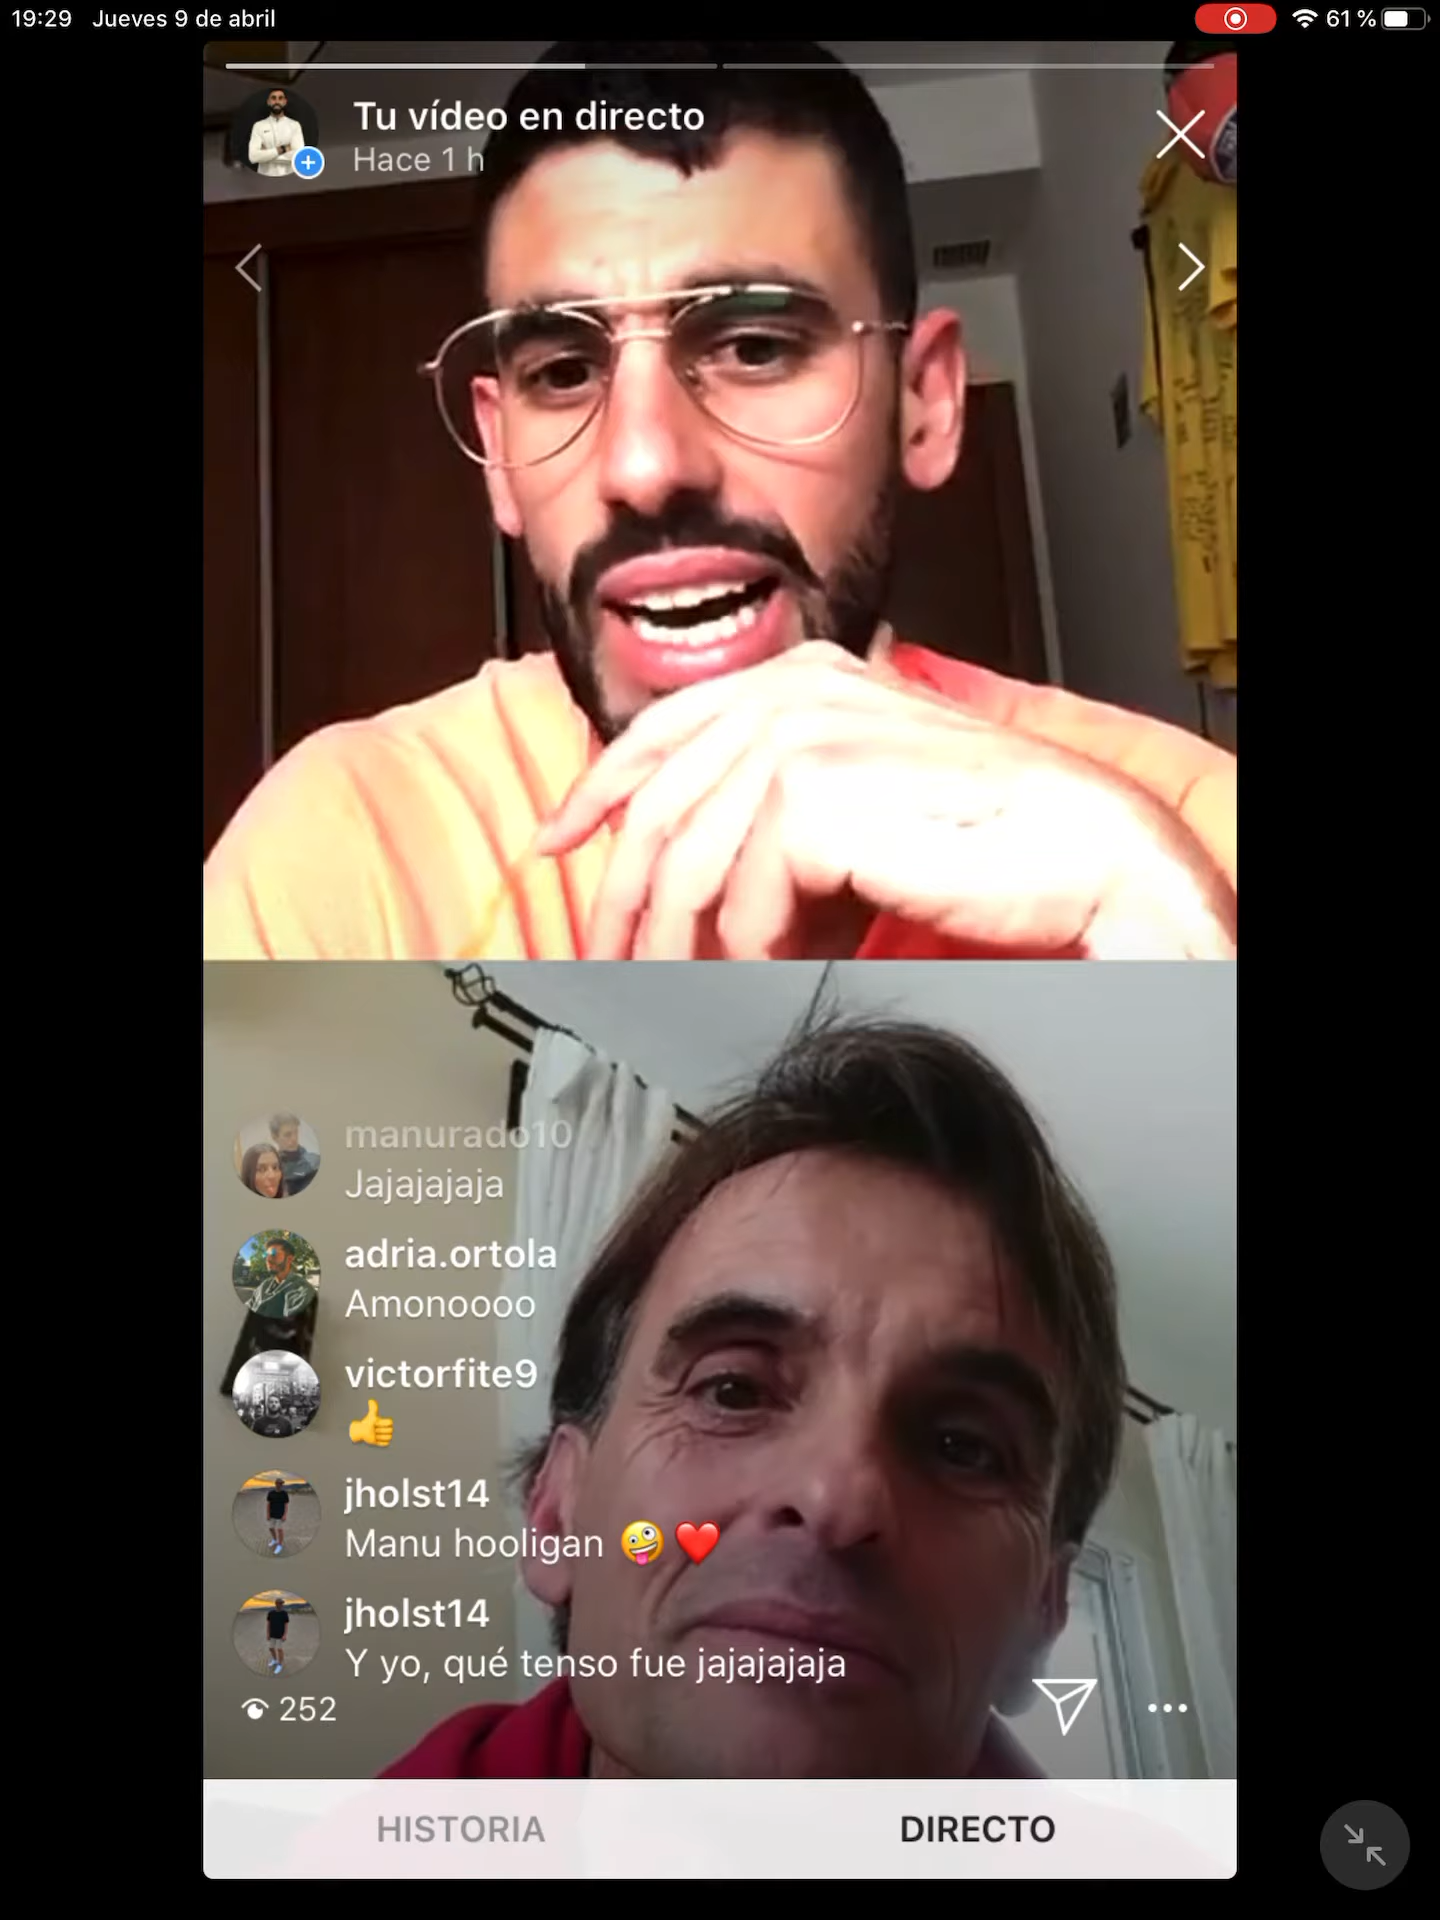 19:29 Jueves 9 de abril
61 %
Tu vídeo en directo
Hace 1 h
manurado10
Jajajajaja
adria.ortola
Amonoooo
victorfite9
👍
jholst14
Manu hooligan 🤪 ❤️
jholst14
Y yo, qué tenso fue jajajajaja
252
HISTORIA
DIRECTO